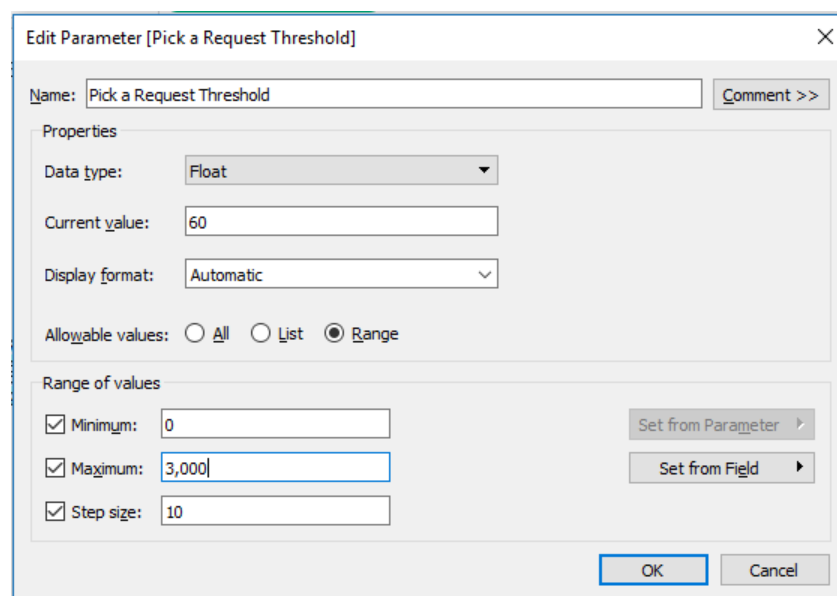 Edit Parameter [Pick a Request Threshold]
Name: Pick a Request Threshold Comment >>
Properties
Data type: Float
Current value: 60
Display format: Automatic
Allowable values: All List Range
Range of values
Minimum: 0 Set from Parameter
Maximum: 3,000 Set from Field
Step size: 10
OK Cancel